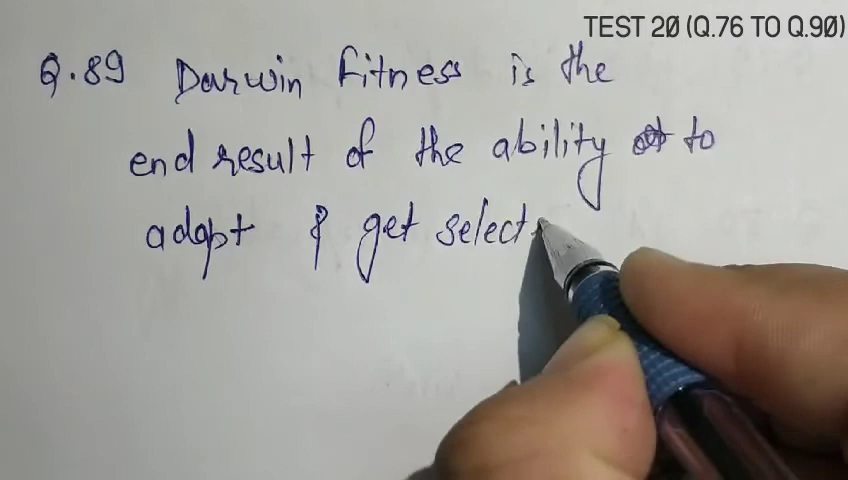 TEST 20 (Q.76 TO Q.90)
Q.89 Darwin fitness is the
end result of the ability to
adapt & get select